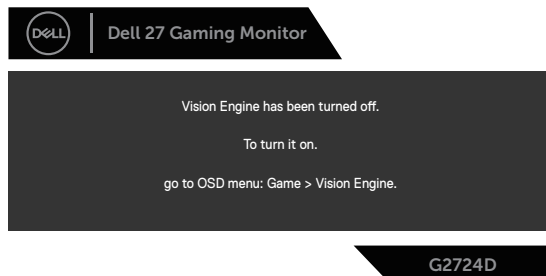 DELL
Dell 27 Gaming Monitor
Vision Engine has been turned off.
To turn it on.
go to OSD menu: Game > Vision Engine.
G2724D